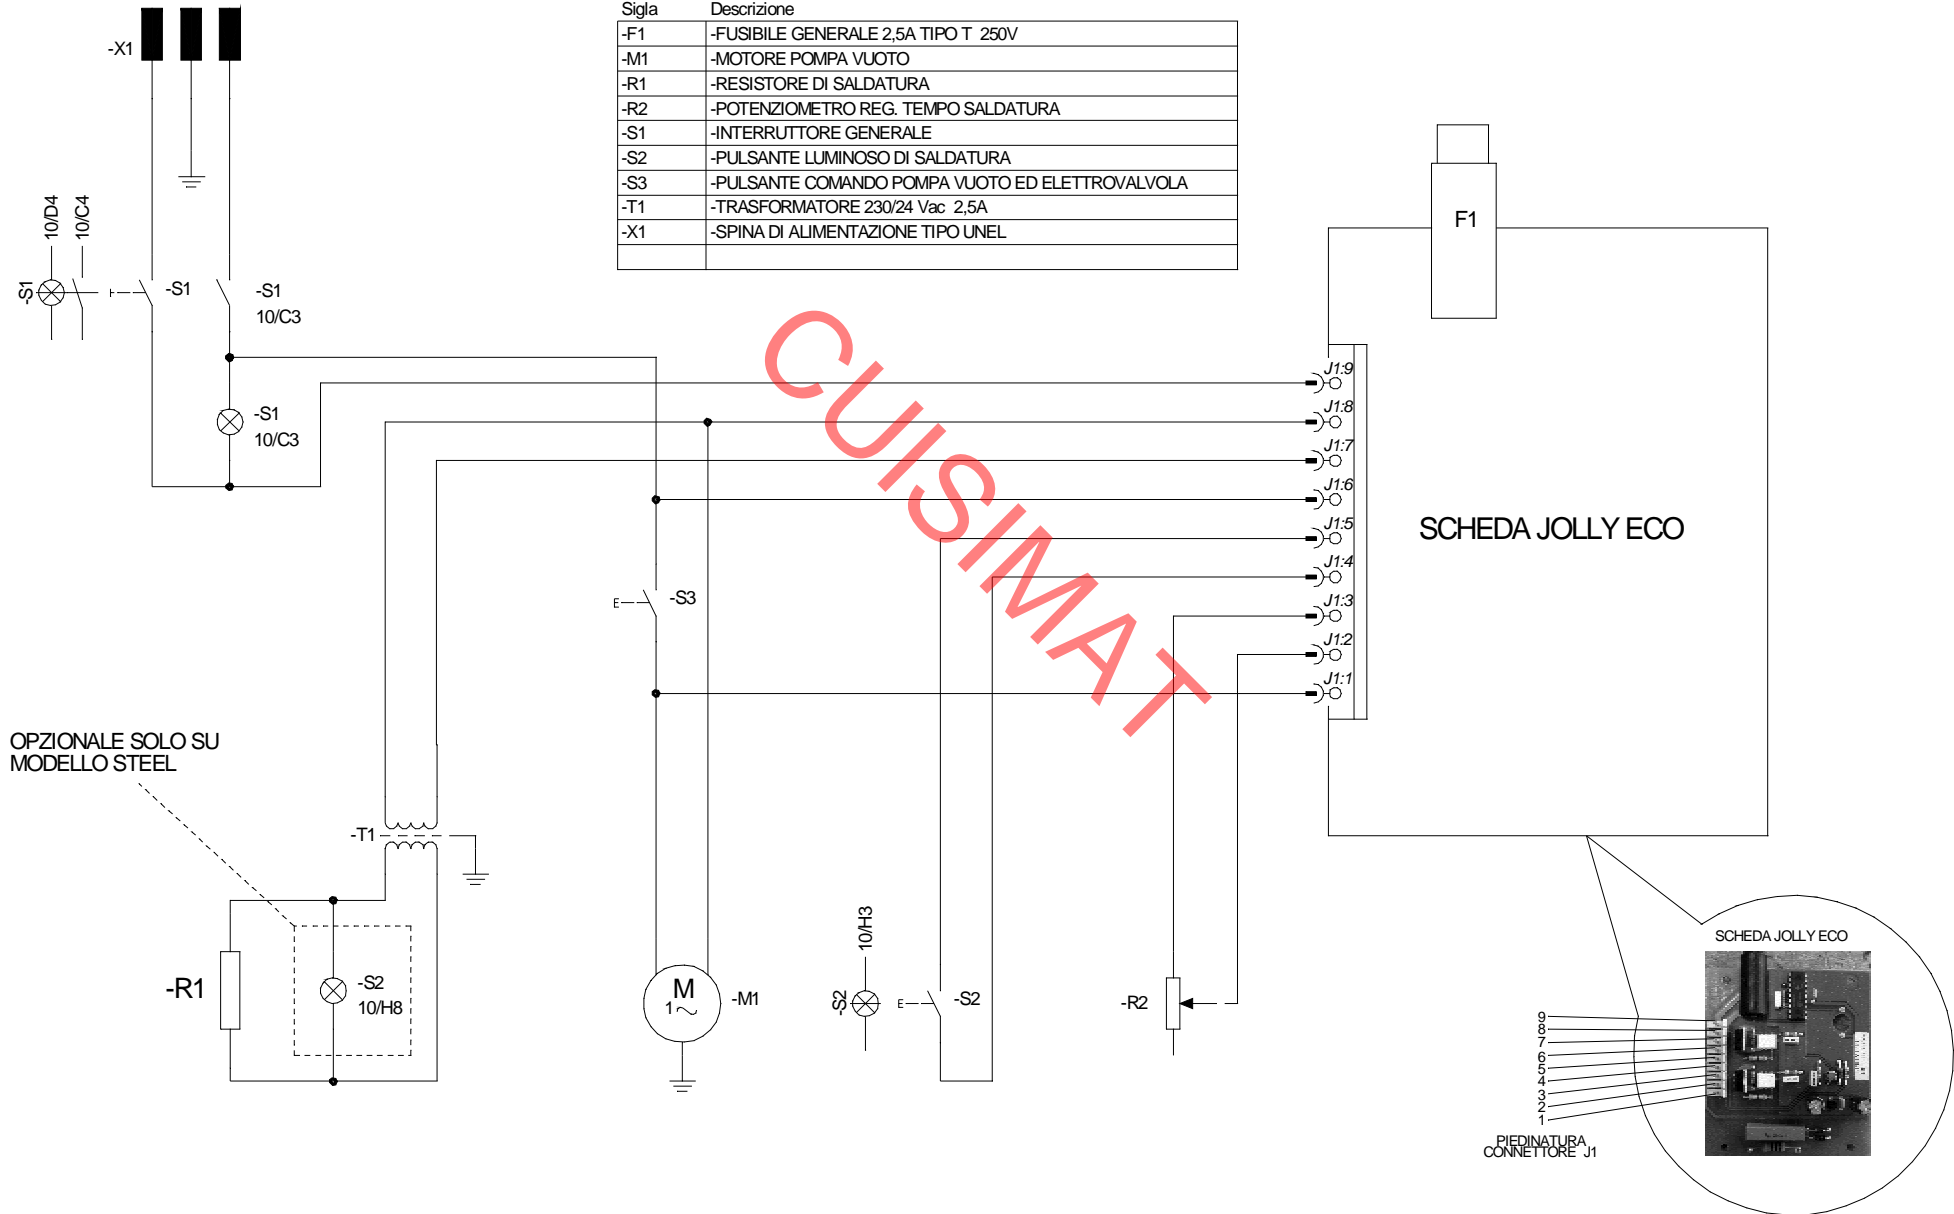 Sigla Descrizione
-F1 -FUSIBILE GENERALE 2,5A TIPO T 250V
-M1 -MOTORE POMPA VUOTO
-R1 -RESISTORE DI SALDATURA
-R2 -POTENZIOMETRO REG. TEMPO SALDATURA
-S1 -INTERRUTTORE GENERALE
-S2 -PULSANTE LUMINOSO DI SALDATURA
-S3 -PULSANTE COMANDO POMPA VUOTO ED ELETTROVALVOLA
-T1 -TRASFORMATORE 230/24 Vac 2,5A
-X1 -SPINA DI ALIMENTAZIONE TIPO UNEL
-X1
10/D4
10/C4
-S1
-S1
-S1
10/C3
-S1
10/C3
F1
J1:9
J1:8
J1:7
J1:6
J1:5
J1:4
J1:3
J1:2
J1:1
SCHEDA JOLLY ECO
CUISIMAT
-S3
OPZIONALE SOLO SU
MODELLO STEEL
-T1
-R1
-S2
10/H8
M
1~
-M1
10/H3
-S2
-S2
-R2
SCHEDA JOLLY ECO
9
8
7
6
5
4
3
2
1
PIEDINATURA
CONNETTORE J1